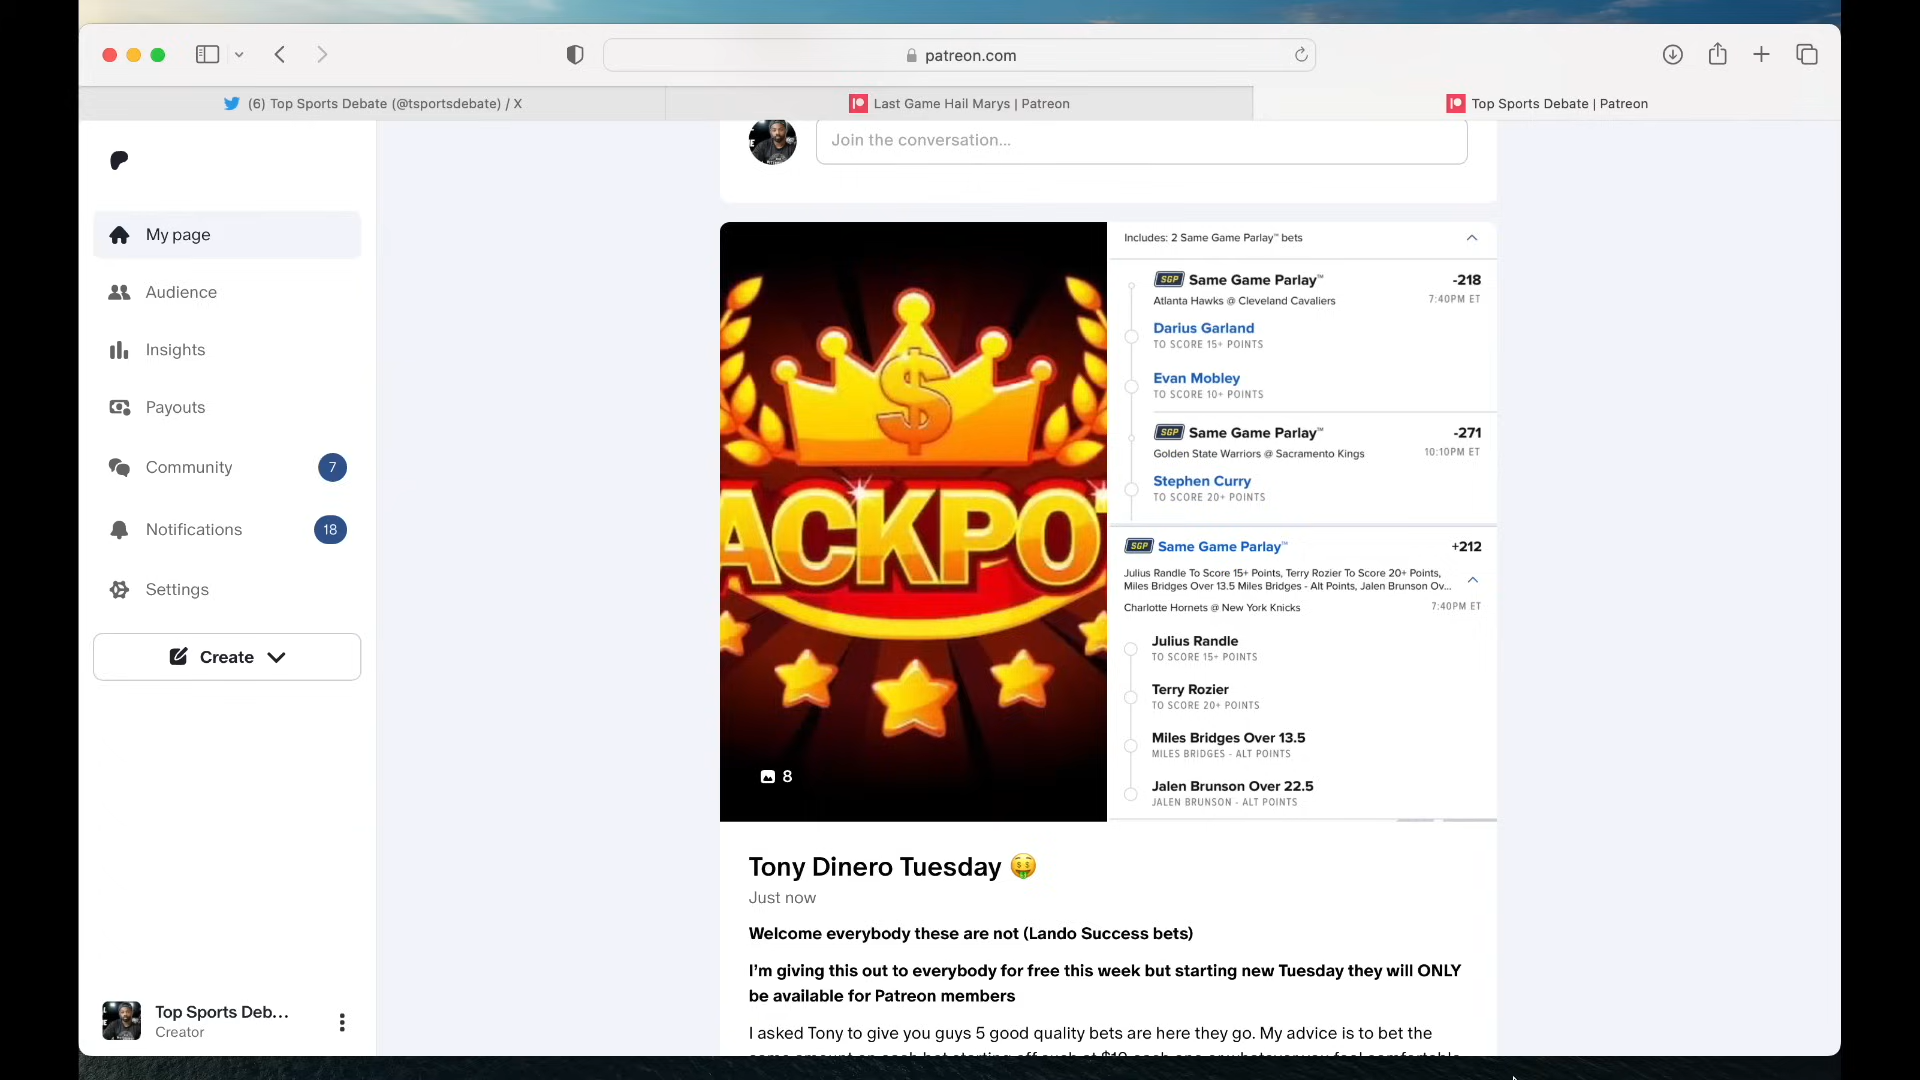 patreon.com
(6) Top Sports Debate (@tsportsdebate) / X
Last Game Hail Marys | Patreon
Top Sports Debate | Patreon
Join the conversation...
My page
Audience
Insights
Payouts
Community
7
Notifications
18
Settings
Create
Top Sports Deb...
Creator
$
ACKPO
8
Includes: 2 Same Game Parlay™ bets
SGP Same Game Parlay™ -218
Atlanta Hawks @ Cleveland Cavaliers 7:40PM ET
Darius Garland
TO SCORE 15+ POINTS
Evan Mobley
TO SCORE 10+ POINTS
SGP Same Game Parlay™ -271
Golden State Warriors @ Sacramento Kings 10:10PM ET
Stephen Curry
TO SCORE 20+ POINTS
SGP Same Game Parlay™ +212
Julius Randle To Score 15+ Points, Terry Rozier To Score 20+ Points,
Miles Bridges Over 13.5 Miles Bridges - Alt Points, Jalen Brunson Ov...
Charlotte Hornets @ New York Knicks 7:40PM ET
Julius Randle
TO SCORE 15+ POINTS
Terry Rozier
TO SCORE 20+ POINTS
Miles Bridges Over 13.5
MILES BRIDGES - ALT POINTS
Jalen Brunson Over 22.5
JALEN BRUNSON - ALT POINTS
Tony Dinero Tuesday 🤑
Just now
Welcome everybody these are not (Lando Success bets)
I'm giving this out to everybody for free this week but starting new Tuesday they will ONLY
be available for Patreon members
I asked Tony to give you guys 5 good quality bets are here they go. My advice is to bet the